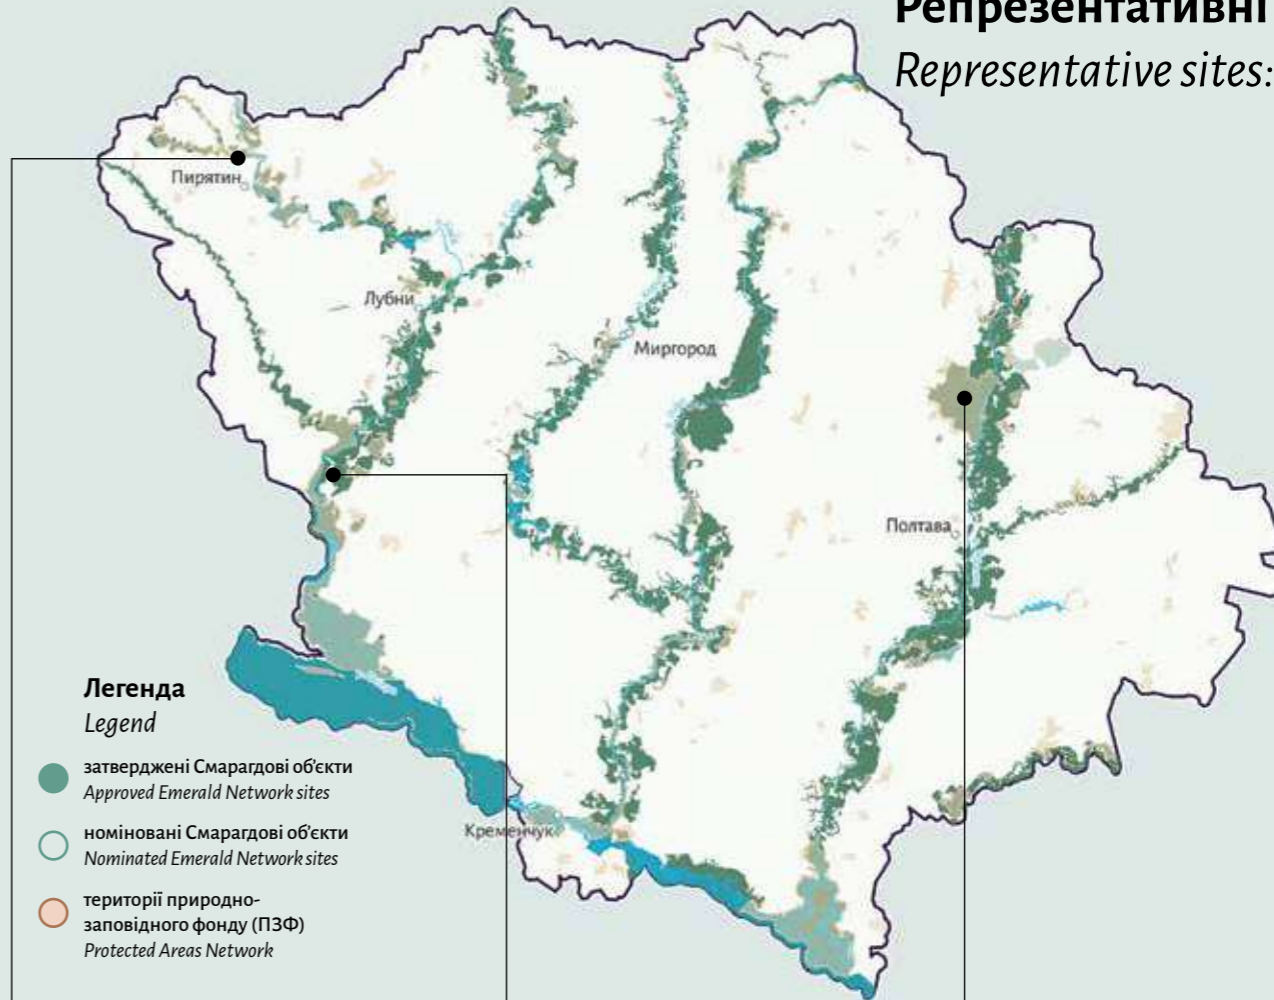 Репрезентативні
Representative sites:
Пирятин
Лубни
Миргород
Полтава
Кременчук
Легенда
Legend
затверджені Смарагдові об'єкти
Approved Emerald Network sites
номіновані Смарагдові об'єкти
Nominated Emerald Network sites
території природно-
заповідного фонду (ПЗФ)
Protected Areas Network